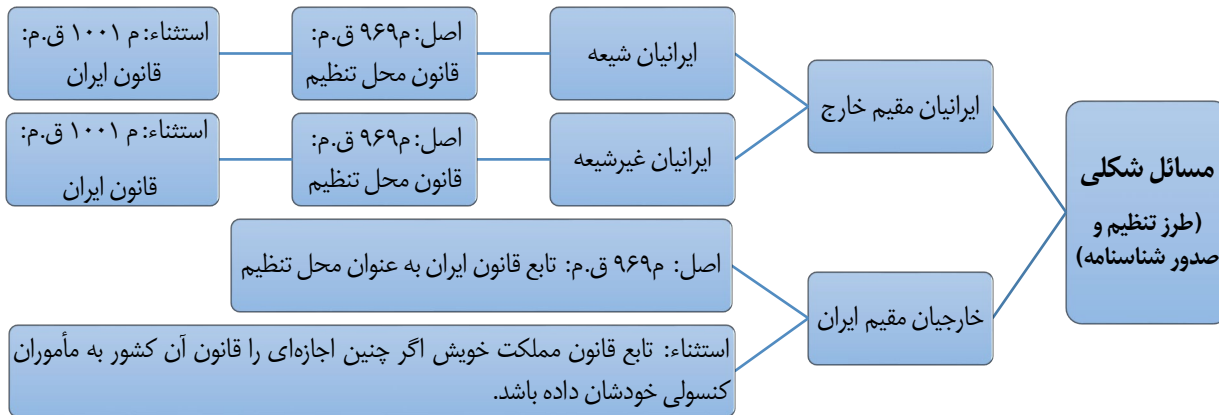 مسائل شکلی
(طرز تنظیم و
صدور شناسنامه)
ایرانیان مقیم خارج
ایرانیان شیعه
اصل: م۹۶۹ ق.م:
قانون محل تنظیم
استثناء: م ۱۰۰۱ ق.م:
قانون ایران
ایرانیان غیرشیعه
اصل: م۹۶۹ ق.م:
قانون محل تنظیم
استثناء: م ۱۰۰۱ ق.م:
قانون ایران
خارجیان مقیم ایران
اصل: م۹۶۹ ق.م: تابع قانون ایران به عنوان محل تنظیم
استثناء: تابع قانون مملکت خویش اگر چنین اجازه‌ای را قانون آن کشور به مأموران
کنسولی خودشان داده باشد.